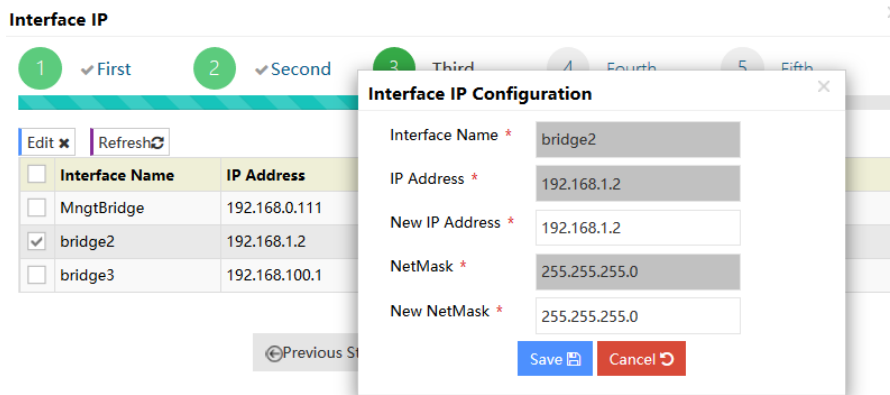 Interface IP
1 First
2 Second
3 Third
4 Fourth
5 Fifth
Edit
Refresh
Interface Name IP Address
MngtBridge 192.168.0.111
bridge2 192.168.1.2
bridge3 192.168.100.1
Previous St
Interface IP Configuration
Interface Name * bridge2
IP Address * 192.168.1.2
New IP Address * 192.168.1.2
NetMask * 255.255.255.0
New NetMask * 255.255.255.0
Save Cancel